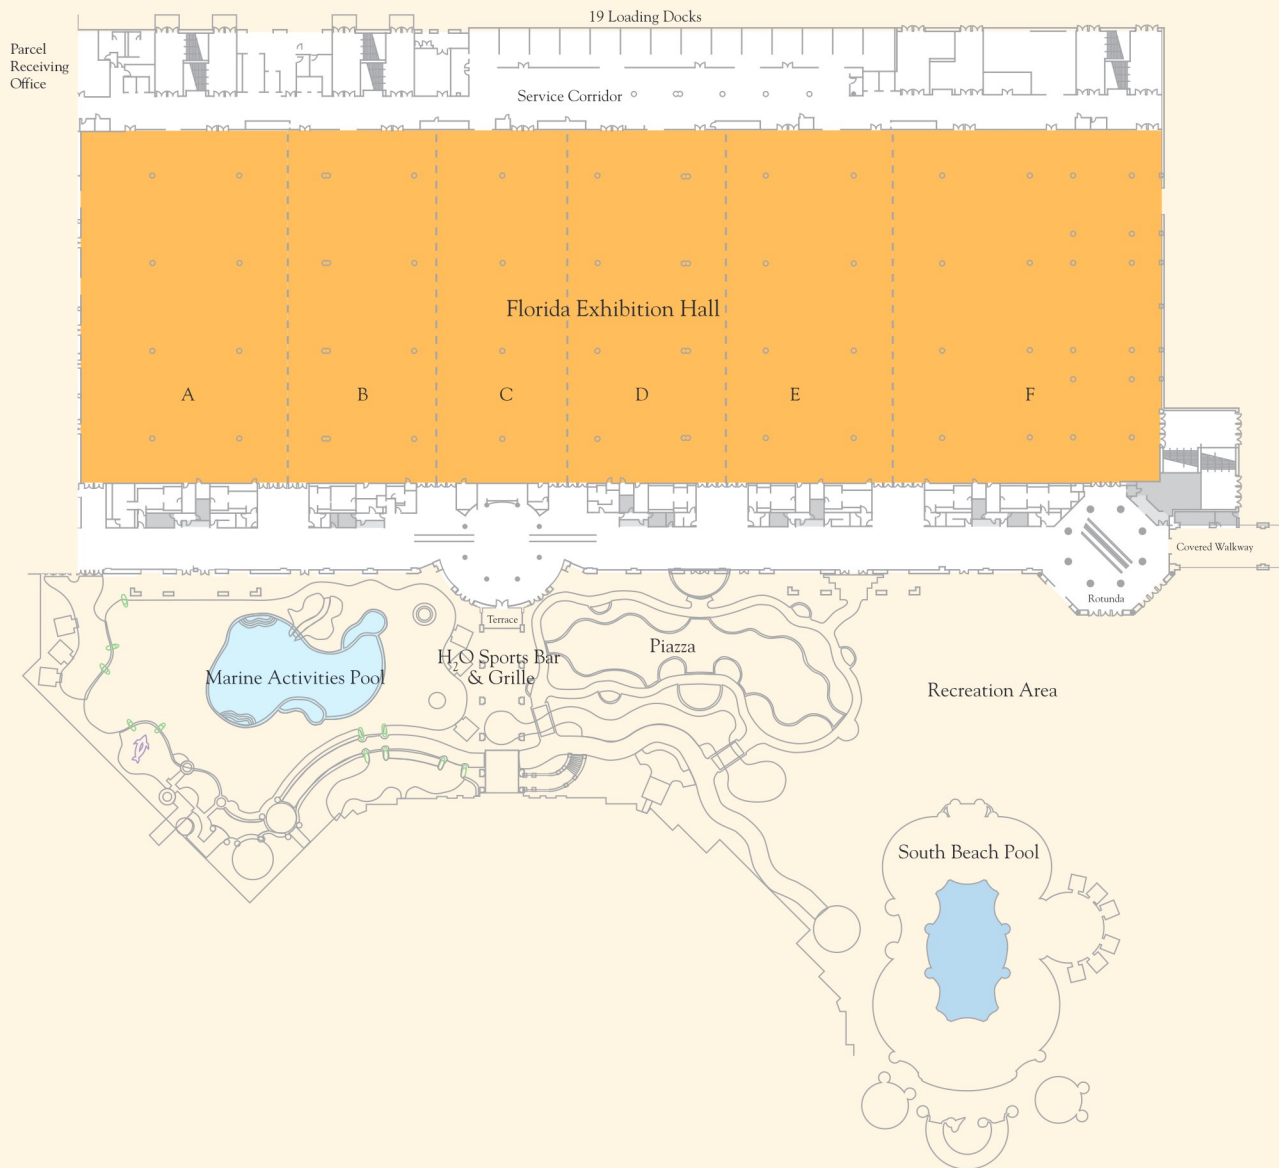 19 Loading Docks
Parcel
Receiving
Office
Service Corridor
Florida Exhibition Hall
A
B
C
D
E
F
Covered Walkway
Rotunda
Terrace
Piazza
H₂O Sports Bar
& Grille
Marine Activities Pool
Recreation Area
South Beach Pool